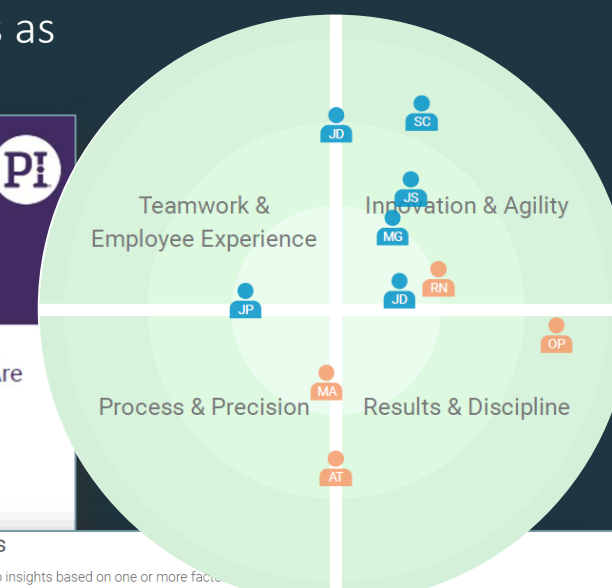 s as
PI
JD
SC
JS
Teamwork &
Employee Experience
Innovation & Agility
MG
JP
JD
RN
OP
Are
MA
Process & Precision
Results & Discipline
AT
s
insights based on one or more